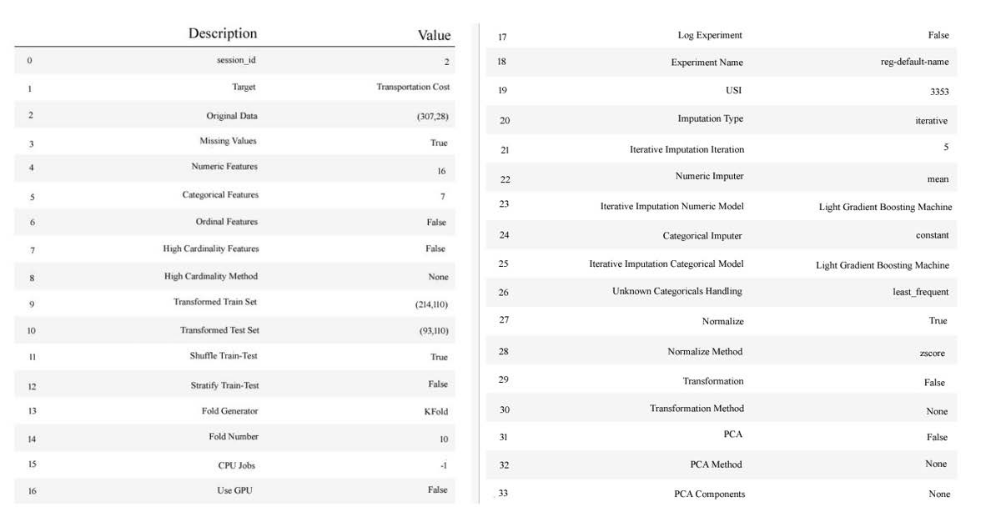 Description Value
0 session_id 2
1 Target Transportation Cost
2 Original Data (307,28)
3 Missing Values True
4 Numeric Features 16
5 Categorical Features 7
6 Ordinal Features False
7 High Cardinality Features False
8 High Cardinality Method None
9 Transformed Train Set (214,110)
10 Transformed Test Set (93,110)
11 Shuffle Train-Test True
12 Stratify Train-Test False
13 Fold Generator KFold
14 Fold Number 10
15 CPU Jobs -1
16 Use GPU False
17 Log Experiment False
18 Experiment Name reg-default-name
19 USI 3353
20 Imputation Type iterative
21 Iterative Imputation Iteration 5
22 Numeric Imputer mean
23 Iterative Imputation Numeric Model Light Gradient Boosting Machine
24 Categorical Imputer constant
25 Iterative Imputation Categorical Model Light Gradient Boosting Machine
26 Unknown Categoricals Handling least_frequent
27 Normalize True
28 Normalize Method zscore
29 Transformation False
30 Transformation Method None
31 PCA False
32 PCA Method None
33 PCA Components None